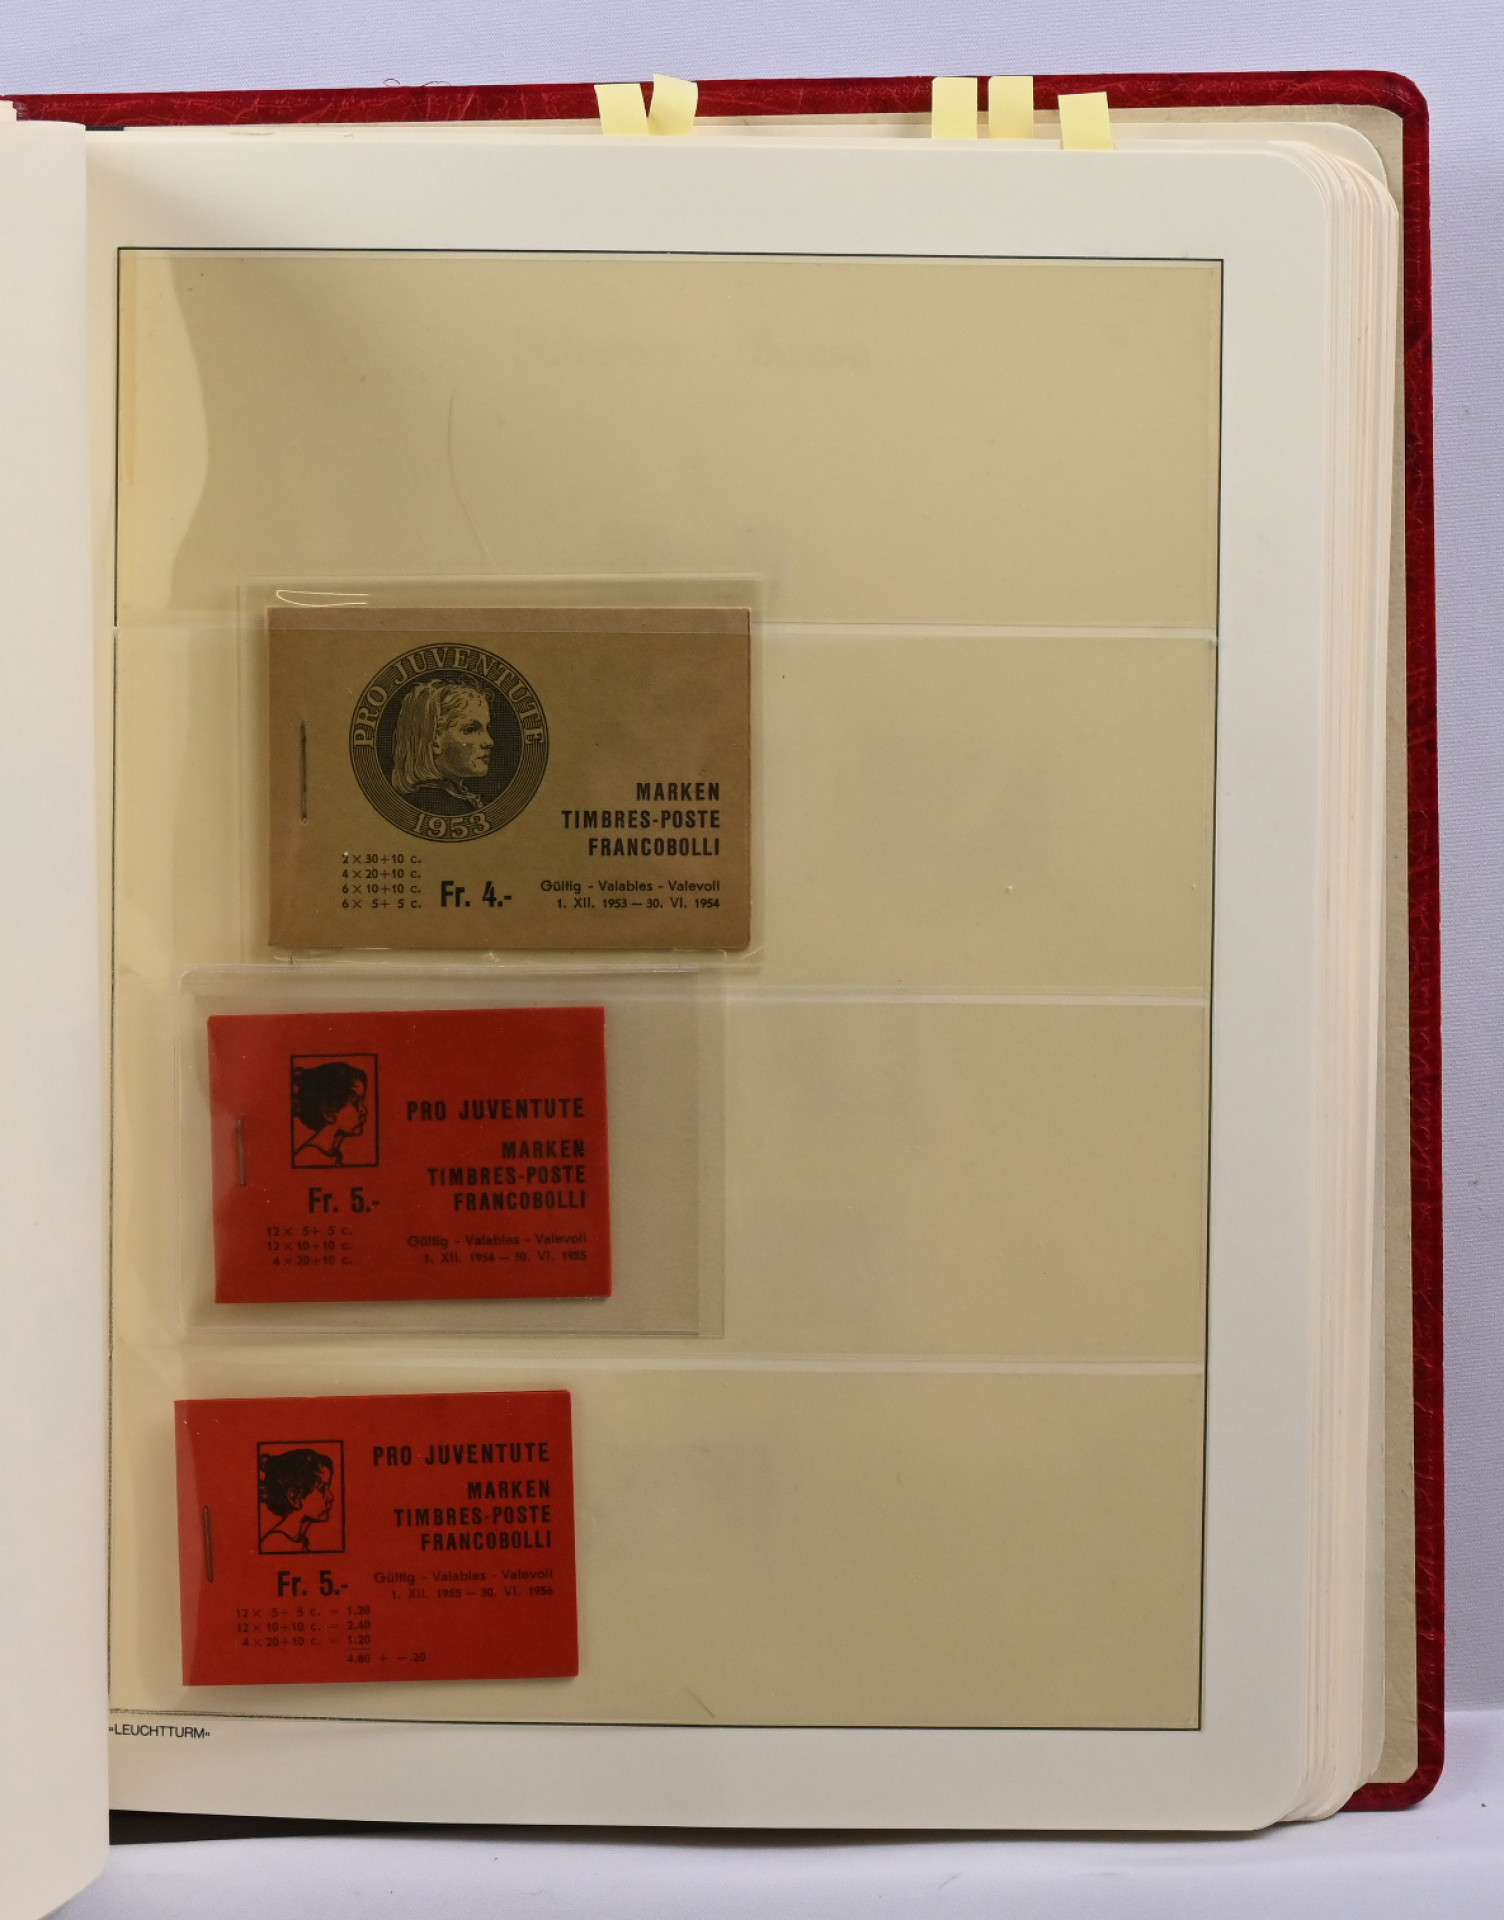 PRO JUVENTUTE
1953
MARKEN
TIMBRES-POSTE
FRANCOBOLLI
2 × 30+10 c.
4 × 20+10 c.
6 × 10+10 c.
6 × 5+ 5 c.
Fr. 4.-
Gültig - Valables - Valevoli
1. XII. 1953 — 30. VI. 1954
PRO JUVENTUTE
MARKEN
TIMBRES-POSTE
FRANCOBOLLI
Fr. 5.-
12 × 5+ 5 c.
12 × 10+10 c.
4 × 20+10 c.
Gültig - Valables - Valevoli
1. XII. 1954 — 30. VI. 1955
PRO JUVENTUTE
MARKEN
TIMBRES-POSTE
FRANCOBOLLI
Fr. 5.-
Gültig - Valables - Valevoli
1. XII. 1955 — 30. VI. 1956
12 × 5+ 5 c. = 1.20
12 × 10+10 c. = 2.40
4 × 20+10 c. = 1.20
4.80 + —.20
»LEUCHTTURM«